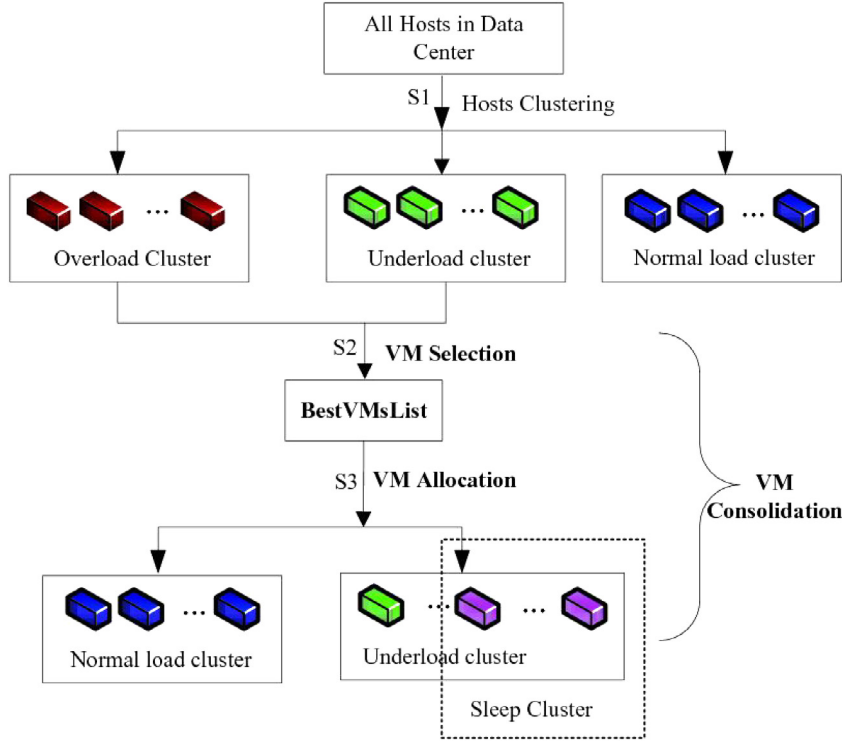 All Hosts in Data
Center
S1
Hosts Clustering
...
...
...
Overload Cluster
Underload cluster
Normal load cluster
S2
VM Selection
BestVMsList
S3
VM Allocation
VM
Consolidation
...
...
...
Normal load cluster
Underload cluster
Sleep Cluster